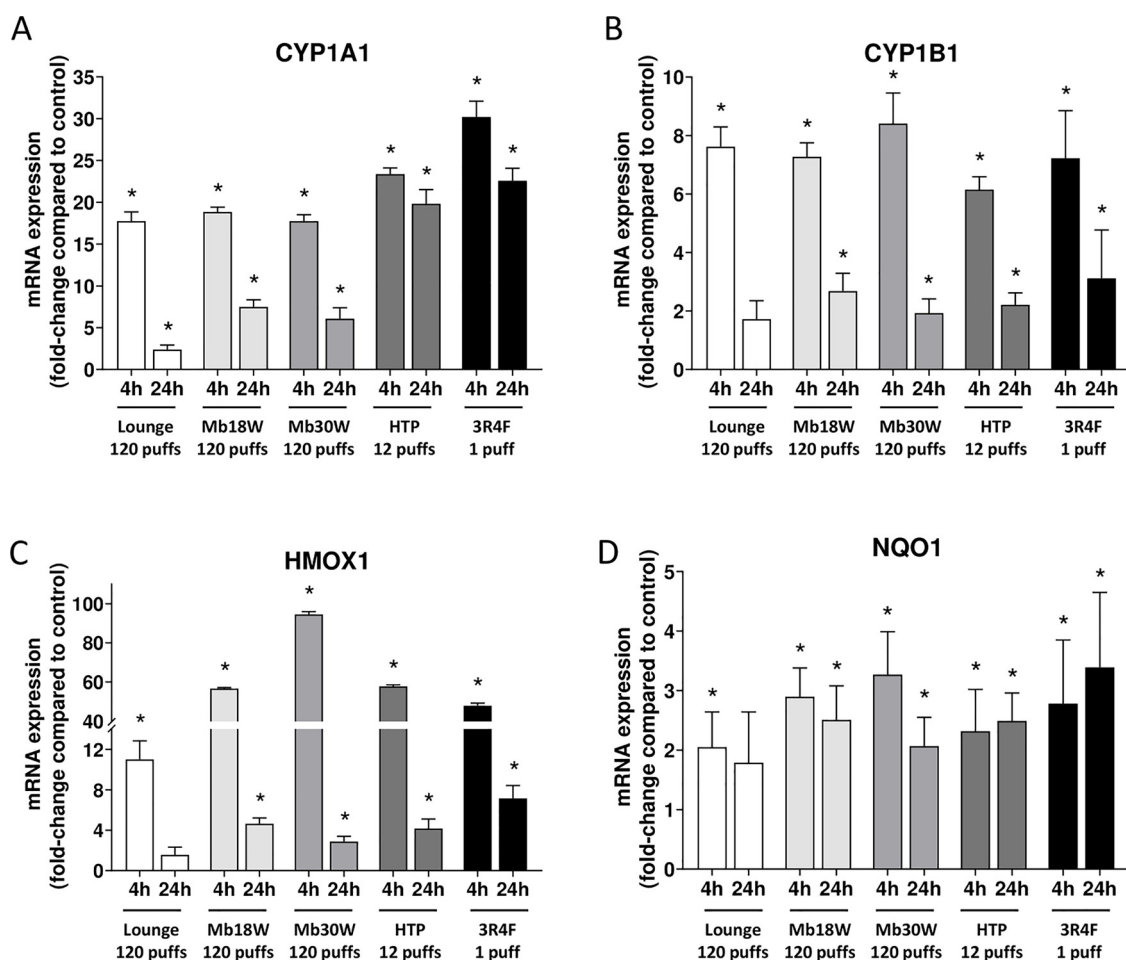 A
CYP1A1
mRNA expression
(fold-change compared to control)
35
30
25
20
15
10
5
0
* * * * * * * * * *
4h 24h 4h 24h 4h 24h 4h 24h 4h 24h
Lounge Mb18W Mb30W HTP 3R4F
120 puffs 120 puffs 120 puffs 12 puffs 1 puff
B
CYP1B1
mRNA expression
(fold-change compared to control)
10
8
6
4
2
0
* * * * * * * * *
4h 24h 4h 24h 4h 24h 4h 24h 4h 24h
Lounge Mb18W Mb30W HTP 3R4F
120 puffs 120 puffs 120 puffs 12 puffs 1 puff
C
HMOX1
mRNA expression
(fold-change compared to control)
100
80
60
40
12
8
4
0
* * * * * * * * *
4h 24h 4h 24h 4h 24h 4h 24h 4h 24h
Lounge Mb18W Mb30W HTP 3R4F
120 puffs 120 puffs 120 puffs 12 puffs 1 puff
D
NQO1
mRNA expression
(fold-change compared to control)
5
4
3
2
1
0
* * * * * * * * *
4h 24h 4h 24h 4h 24h 4h 24h 4h 24h
Lounge Mb18W Mb30W HTP 3R4F
120 puffs 120 puffs 120 puffs 12 puffs 1 puff